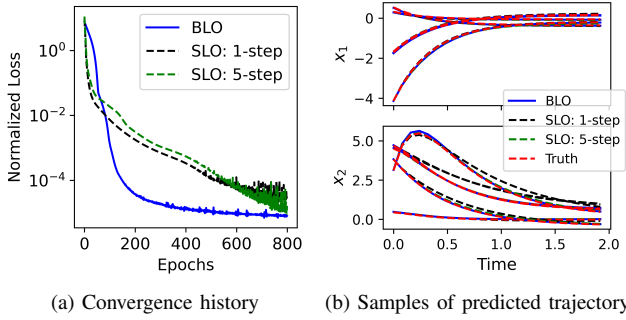 BLO
SLO: 1-step
SLO: 5-step
10⁰
10⁻²
10⁻⁴
Normalized Loss
0 200 400 600 800
Epochs
(a) Convergence history
0
−2
−4
x₁
BLO
SLO: 1-step
SLO: 5-step
Truth
5.0
2.5
0.0
x₂
0.0 0.5 1.0 1.5 2.0
Time
(b) Samples of predicted trajectory